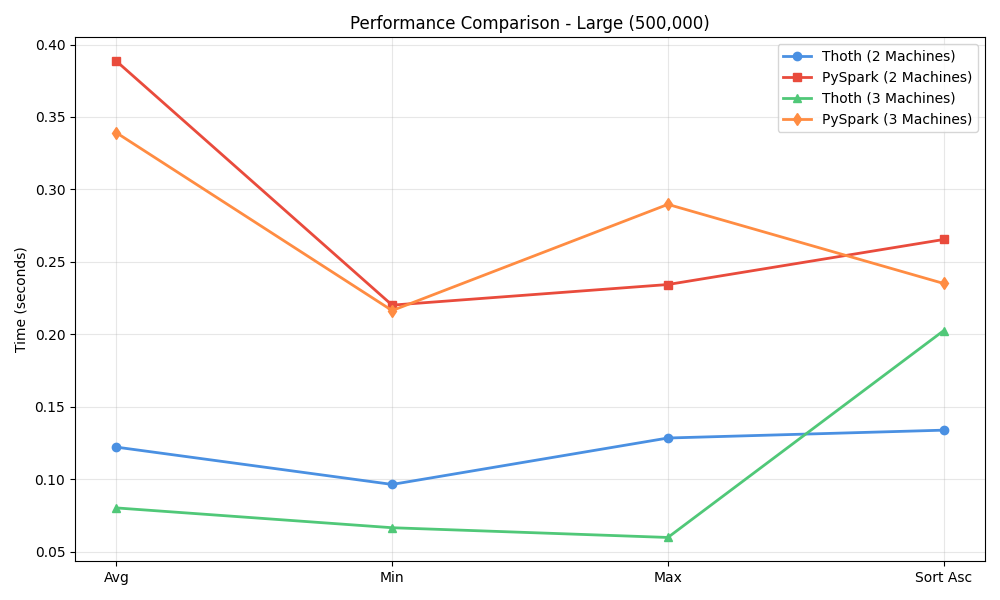 Performance Comparison - Large (500,000)
Thoth (2 Machines)
PySpark (2 Machines)
Thoth (3 Machines)
PySpark (3 Machines)
Time (seconds)
0.40
0.35
0.30
0.25
0.20
0.15
0.10
0.05
Avg Min Max Sort Asc